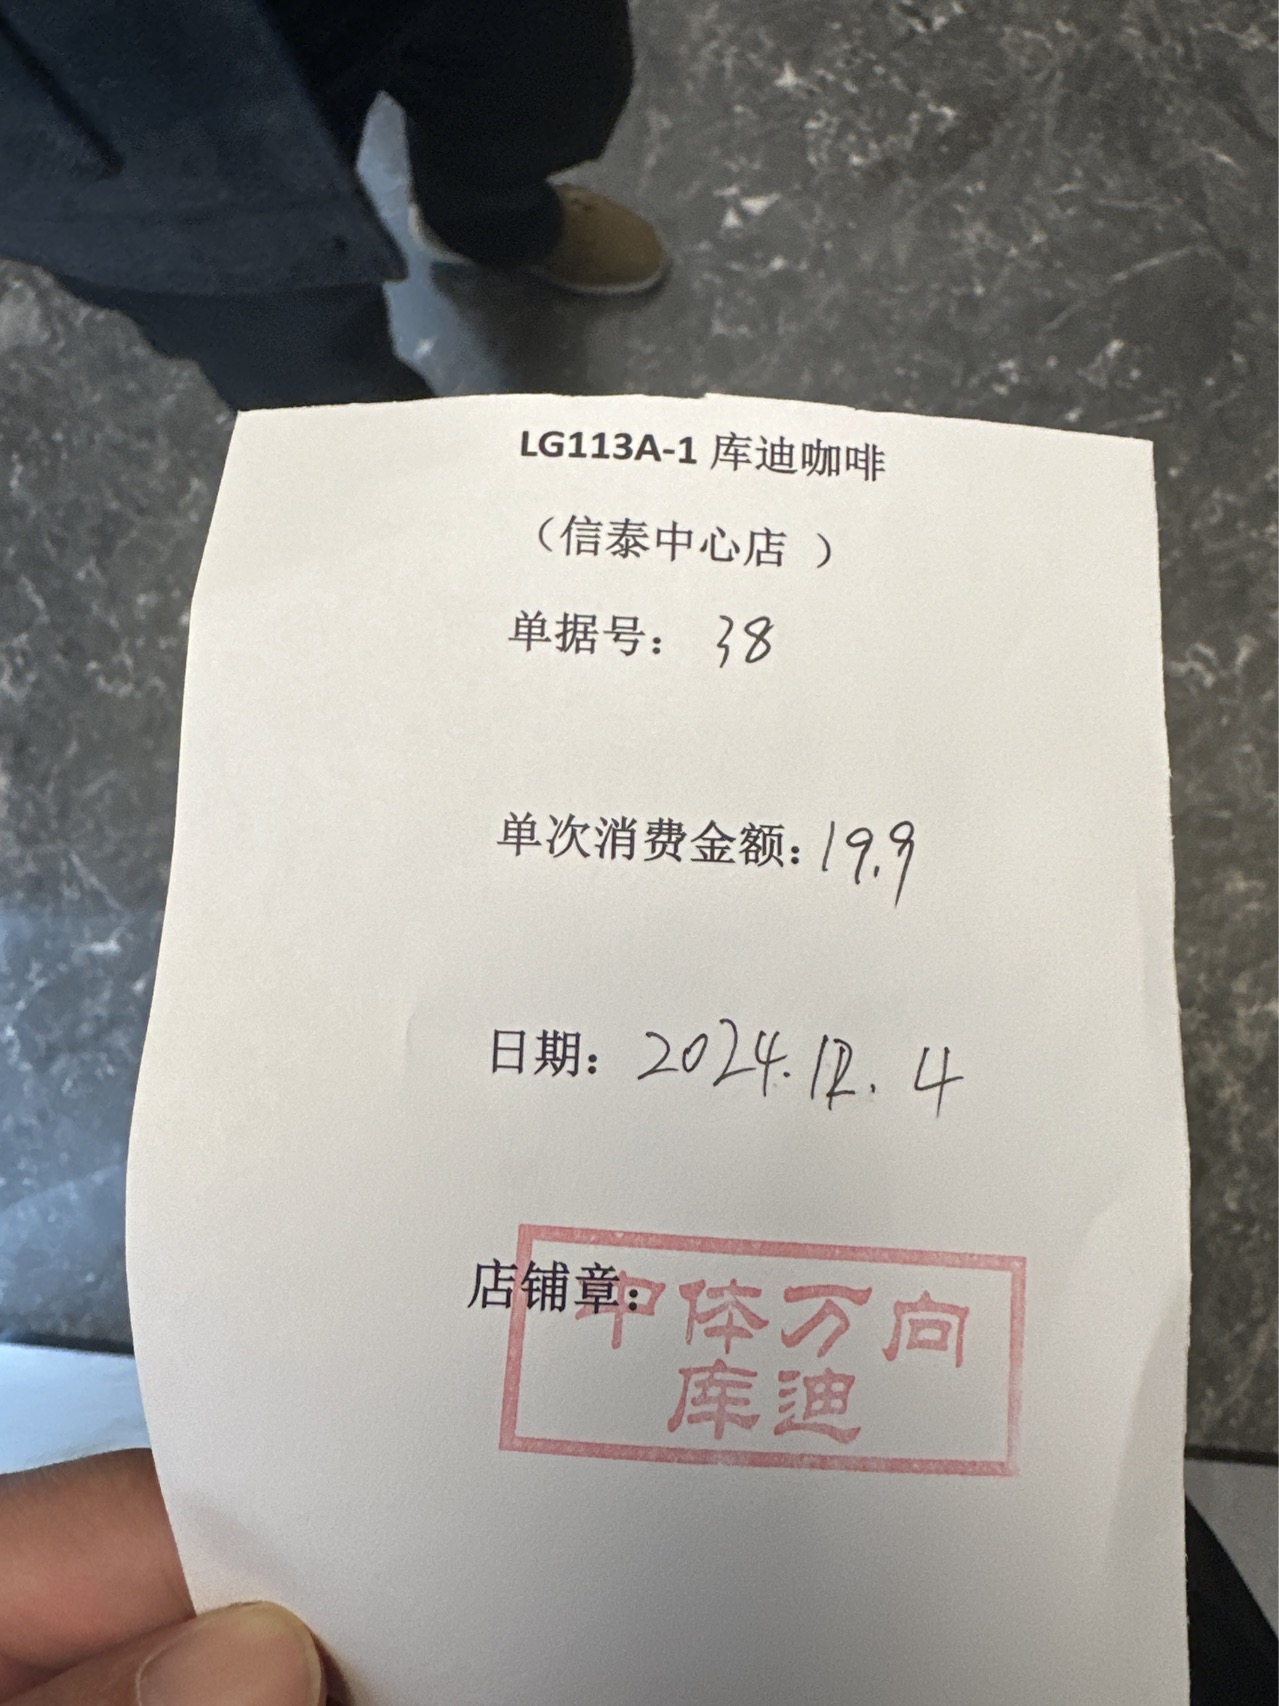 LG113A-1 库迪咖啡
（信泰中心店 ）
单据号： 38
单次消费金额：19.9
日期：2024.12.4
店铺章：
中体万向
库迪